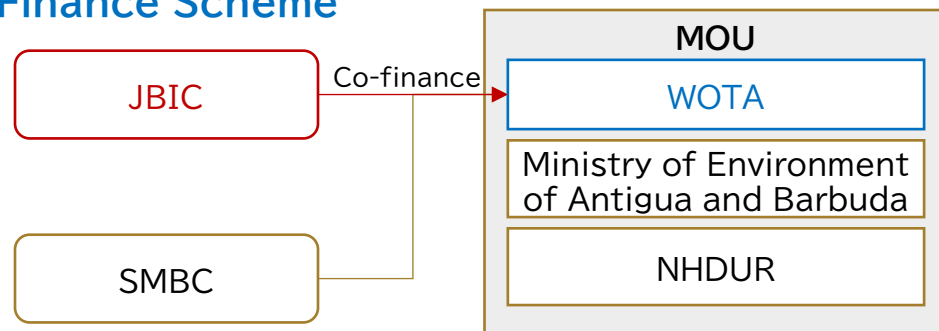 Finance Scheme
MOU
JBIC
Co-finance
WOTA
Ministry of Environment
of Antigua and Barbuda
SMBC
NHDUR